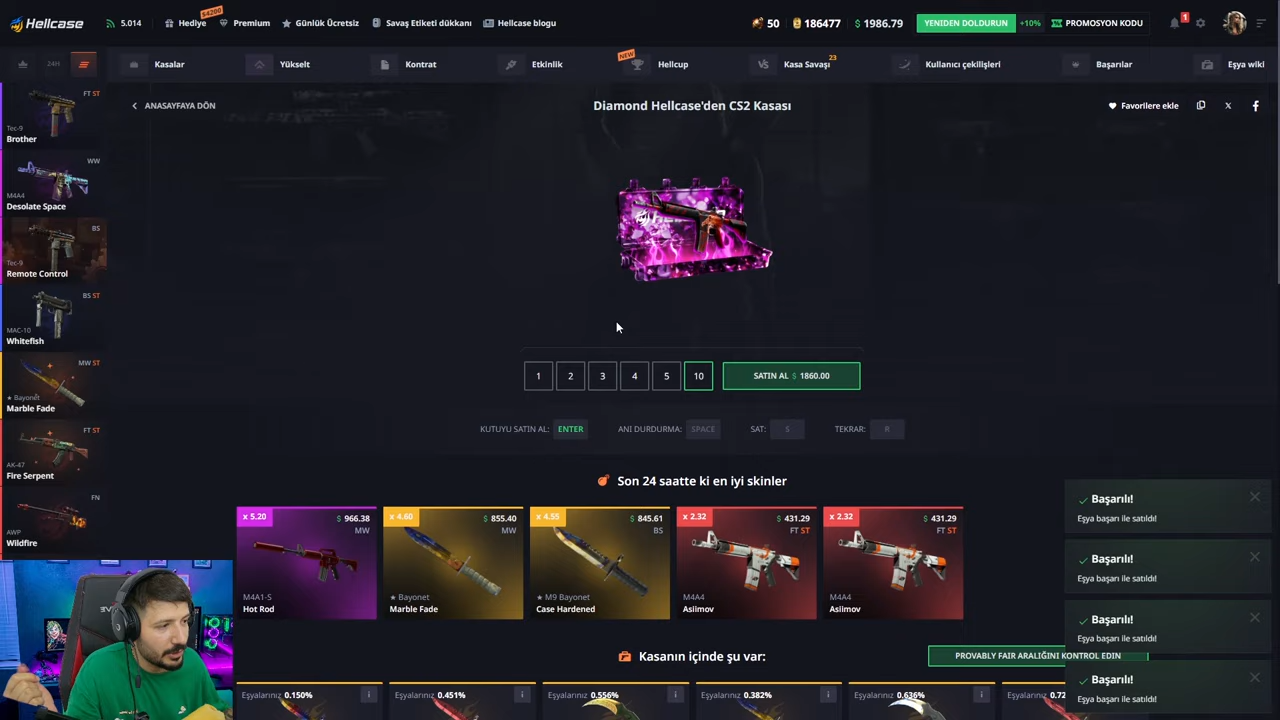 Hellcase
5.014
Hediye
$4200
Premium
Günlük Ücretsiz
Savaş Etiketi dükkanı
Hellcase blogu
50
186477
$ 1986.79
YENİDEN DOLDURUN
+10%
PROMOSYON KODU
1
24H
Kasalar
Yükselt
Kontrat
Etkinlik
NEW
Hellcup
VS
Kasa Savaşı
23
Kullanıcı çekilişleri
Başarılar
Eşya wiki
ANASAYFAYA DÖN
Diamond Hellcase'den CS2 Kasası
Favorilere ekle
FT ST
Tec-9
Brother
WW
M4A4
Desolate Space
BS
Tec-9
Remote Control
BS ST
MAC-10
Whitefish
MW ST
★ Bayonet
Marble Fade
FT ST
AK-47
Fire Serpent
FN
AWP
Wildfire
1
2
3
4
5
10
SATIN AL $ 1860.00
KUTUYU SATIN AL:
ENTER
ANI DURDURMA:
SPACE
SAT:
S
TEKRAR:
R
Son 24 saatte ki en iyi skinler
x 5.20
$ 966.38
MW
M4A1-S
Hot Rod
x 4.60
$ 855.40
MW
★ Bayonet
Marble Fade
x 4.55
$ 845.61
BS
★ M9 Bayonet
Case Hardened
x 2.32
$ 431.29
FT ST
M4A4
Asiimov
x 2.32
$ 431.29
FT ST
M4A4
Asiimov
Kasanın içinde şu var:
PROVABLY FAIR ARALIĞINI KONTROL EDIN
Eşyalarınız 0.150%
Eşyalarınız 0.451%
Eşyalarınız 0.556%
Eşyalarınız 0.382%
Eşyalarınız 0.636%
Eşyalarınız 0.72
Başarılı!
Eşya başarı ile satıldı!
Başarılı!
Eşya başarı ile satıldı!
Başarılı!
Eşya başarı ile satıldı!
Başarılı!
Eşya başarı ile satıldı!